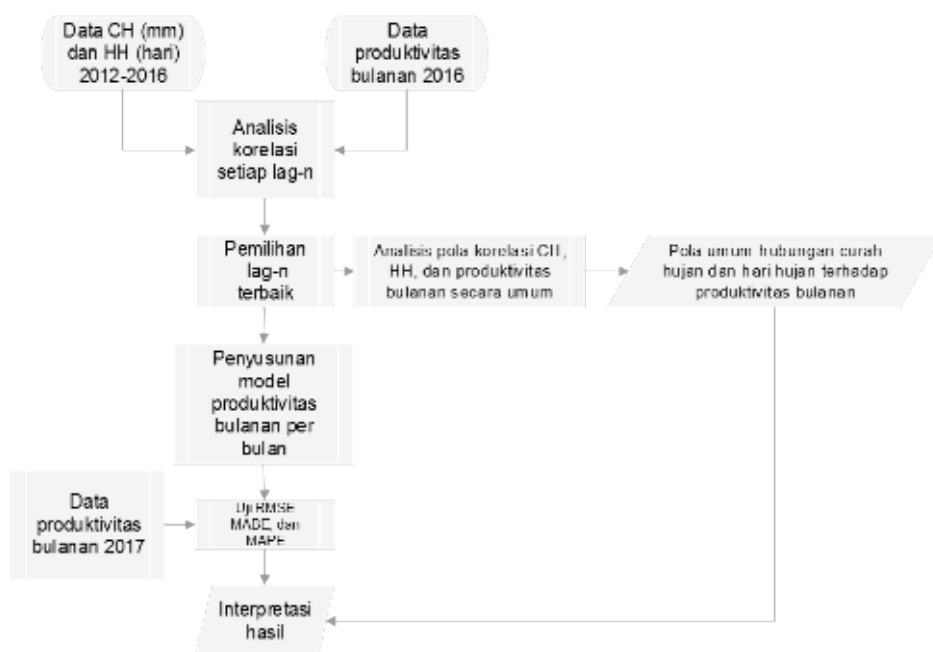 Data CH (mm)
dan HH (hari)
2012-2016
Data
produktivitas
bulanan 2016
Analisis
korelasi
setiap lag-n
Pemilihan
lag-n
terbaik
Analisis pola korelasi CH,
HH, dan produktivitas
bulanan secara umum
Pola umum hubungan curah
hujan dan hari hujan terhadap
produktivitas bulanan
Penyusunan
model
produktivitas
bulanan per
bulan
Data
produktivitas
bulanan 2017
Uji RMSE
MABE, dan
MAPE
Interpretasi
hasil